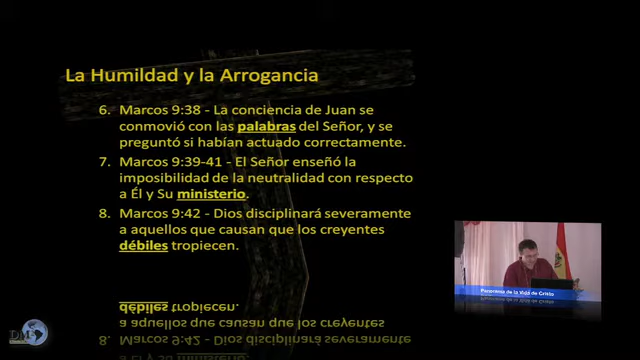 La Humildad y la Arrogancia
6. Marcos 9:38 - La conciencia de Juan se
conmovió con las palabras del Señor, y se
preguntó si habían actuado correctamente.
7. Marcos 9:39-41 - El Señor enseñó la
imposibilidad de la neutralidad con respecto
a Él y Su ministerio.
8. Marcos 9:42 - Dios disciplinará severamente
a aquellos que causan que los creyentes
débiles tropiecen.
Panorama de la Vida de Cristo
DM